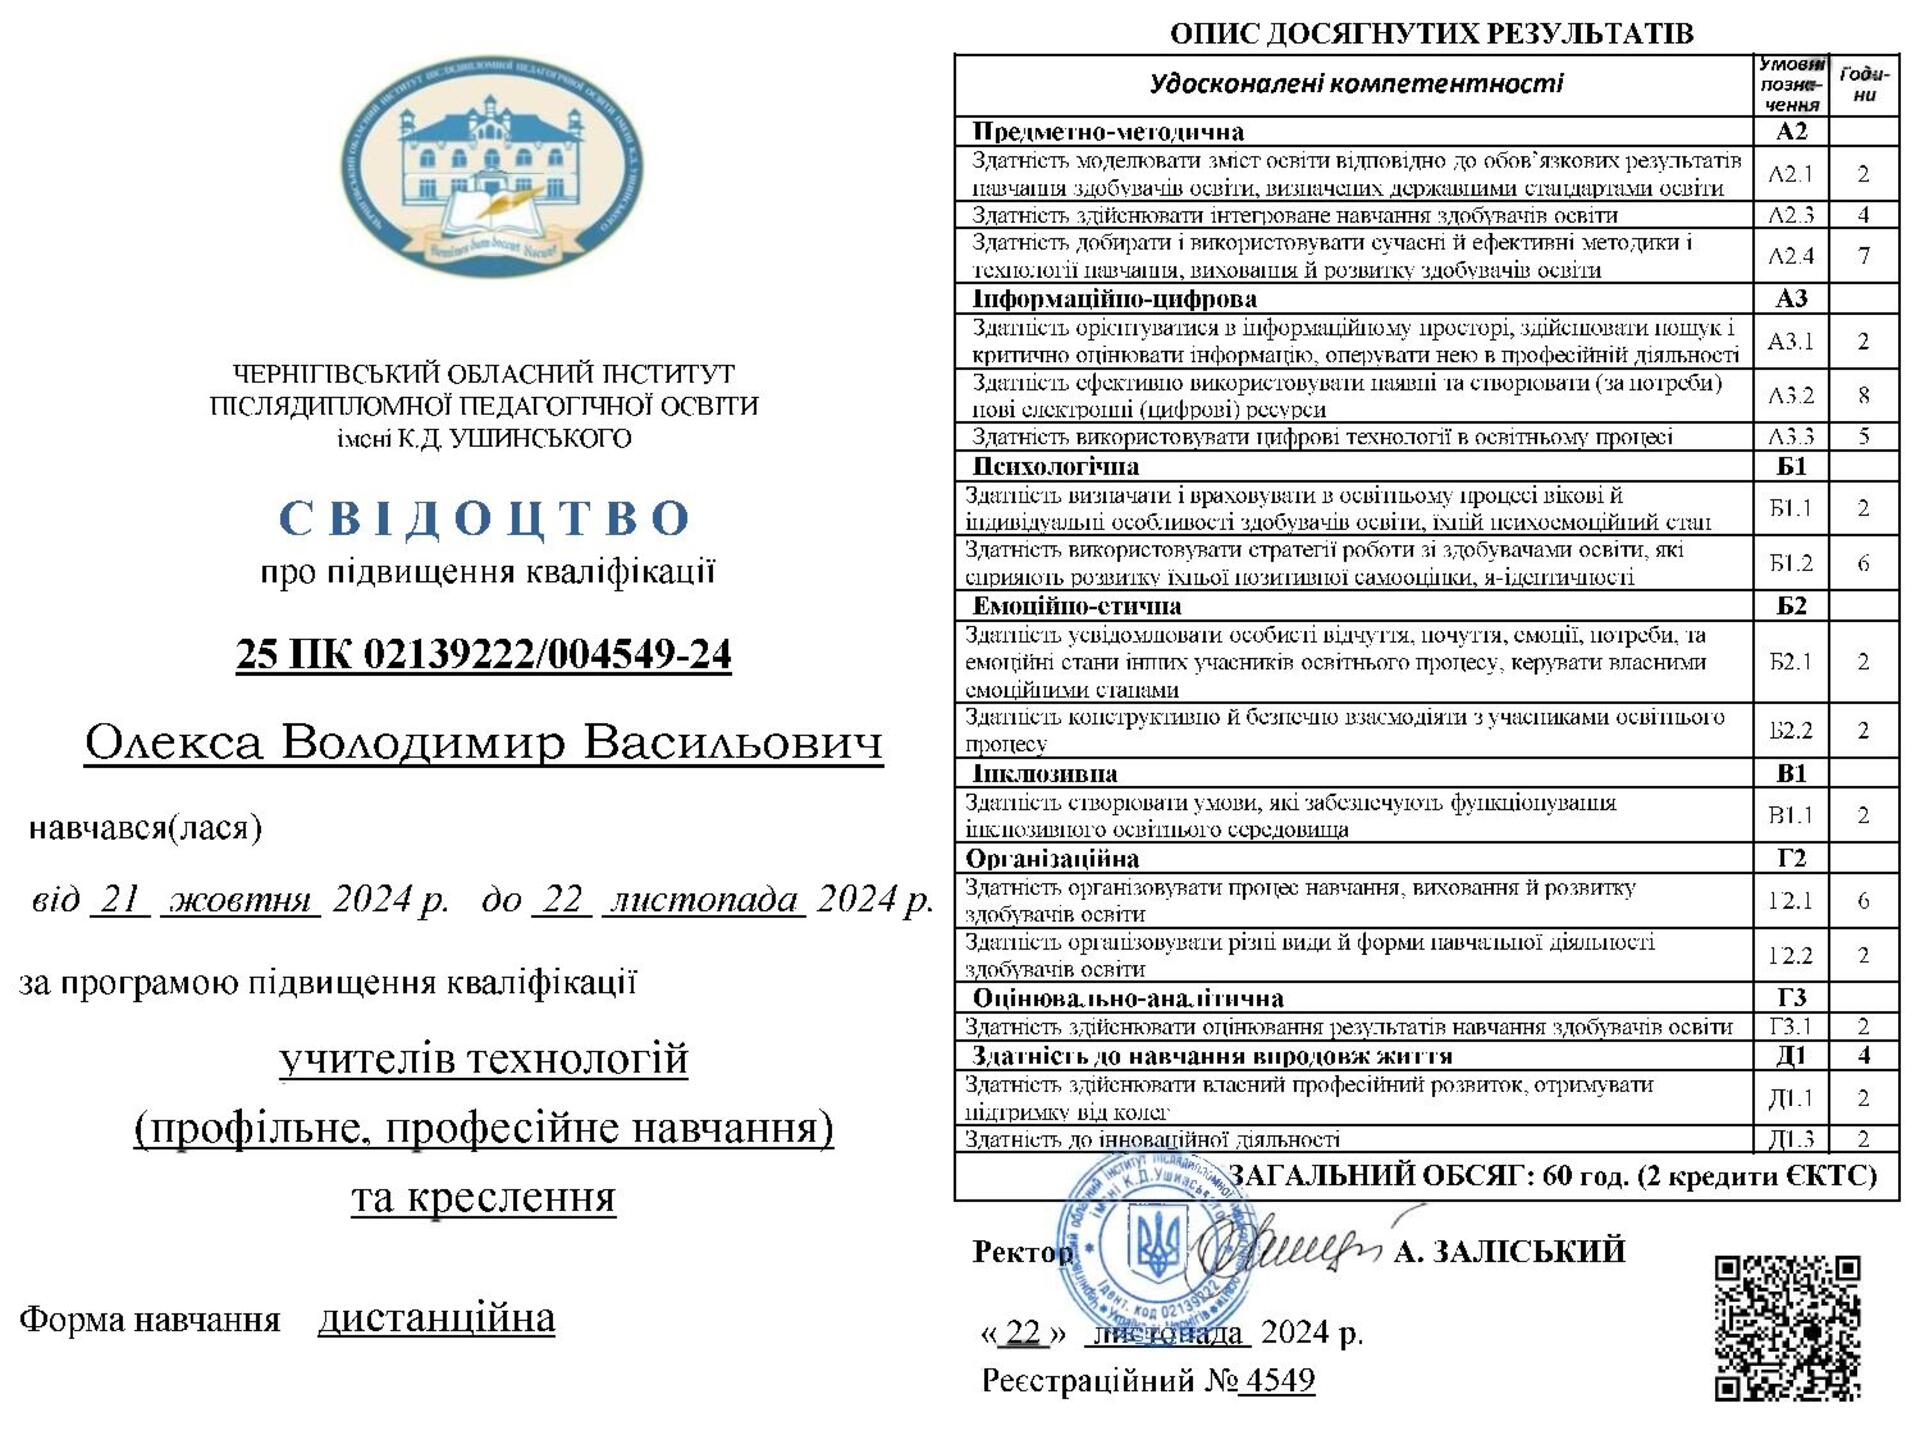 ЧЕРНІГІВСЬКИЙ ОБЛАСНИЙ ІНСТИТУТ ПІСЛЯДИПЛОМНОЇ ПЕДАГОГІЧНОЇ ОСВІТИ ІМЕНІ К.Д. УШИНСЬКОГО
ЧЕРНІГІВСЬКИЙ ОБЛАСНИЙ ІНСТИТУТ
ПІСЛЯДИПЛОМНОЇ ПЕДАГОГІЧНОЇ ОСВІТИ
імені К.Д. УШИНСЬКОГО
СВІДОЦТВО
про підвищення кваліфікації
25 ПК 02139222/004549-24
Олекса Володимир Васильович
навчався(лася)
від 21 жовтня 2024 р. до 22 листопада 2024 р.
за програмою підвищення кваліфікації
учителів технологій
(профільне, професійне навчання)
та креслення
Форма навчання дистанційна
ОПИС ДОСЯГНУТИХ РЕЗУЛЬТАТІВ
Удосконалені компетентності
Умовні
позна-
чення
Годи-
ни
Предметно-методична А2
Здатність моделювати зміст освіти відповідно до обов’язкових результатів
навчання здобувачів освіти, визначених державними стандартами освіти
А2.1 2
Здатність здійснювати інтегроване навчання здобувачів освіти А2.3 4
Здатність добирати і використовувати сучасні й ефективні методики і
технології навчання, виховання й розвитку здобувачів освіти
А2.4 7
Інформаційно-цифрова А3
Здатність орієнтуватися в інформаційному просторі, здійснювати пошук і
критично оцінювати інформацію, оперувати нею в професійній діяльності
А3.1 2
Здатність ефективно використовувати наявні та створювати (за потреби)
нові електронні (цифрові) ресурси
А3.2 8
Здатність використовувати цифрові технології в освітньому процесі А3.3 5
Психологічна Б1
Здатність визначати і враховувати в освітньому процесі вікові й
індивідуальні особливості здобувачів освіти, їхній психоемоційний стан
Б1.1 2
Здатність використовувати стратегії роботи зі здобувачами освіти, які
сприяють розвитку їхньої позитивної самооцінки, я-ідентичності
Б1.2 6
Емоційно-етична Б2
Здатність усвідомлювати особисті відчуття, почуття, емоції, потреби, та
емоційні стани інших учасників освітнього процесу, керувати власними
емоційними станами
Б2.1 2
Здатність конструктивно й безпечно взаємодіяти з учасниками освітнього
процесу
Б2.2 2
Інклюзивна В1
Здатність створювати умови, які забезпечують функціонування
інклюзивного освітнього середовища
В1.1 2
Організаційна Г2
Здатність організовувати процес навчання, виховання й розвитку
здобувачів освіти
Г2.1 6
Здатність організовувати різні види й форми навчальної діяльності
здобувачів освіти
Г2.2 2
Оцінювально-аналітична Г3
Здатність здійснювати оцінювання результатів навчання здобувачів освіти Г3.1 2
Здатність до навчання впродовж життя Д1 4
Здатність здійснювати власний професійний розвиток, отримувати
підтримку від колег
Д1.1 2
Здатність до інноваційної діяльності Д1.3 2
ЗАГАЛЬНИЙ ОБСЯГ: 60 год. (2 кредити ЄКТС)
Ректор А. ЗАЛІСЬКИЙ
Ідент. код 02139222
« 22 » листопада 2024 р.
Реєстраційний № 4549